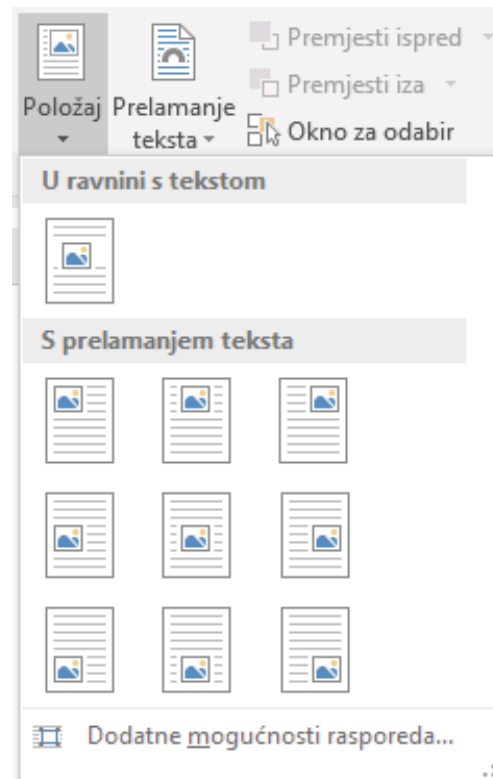 Položaj
Prelamanje
teksta
Premjesti ispred
Premjesti iza
Okno za odabir
U ravnini s tekstom
S prelamanjem teksta
Dodatne mogućnosti rasporeda...